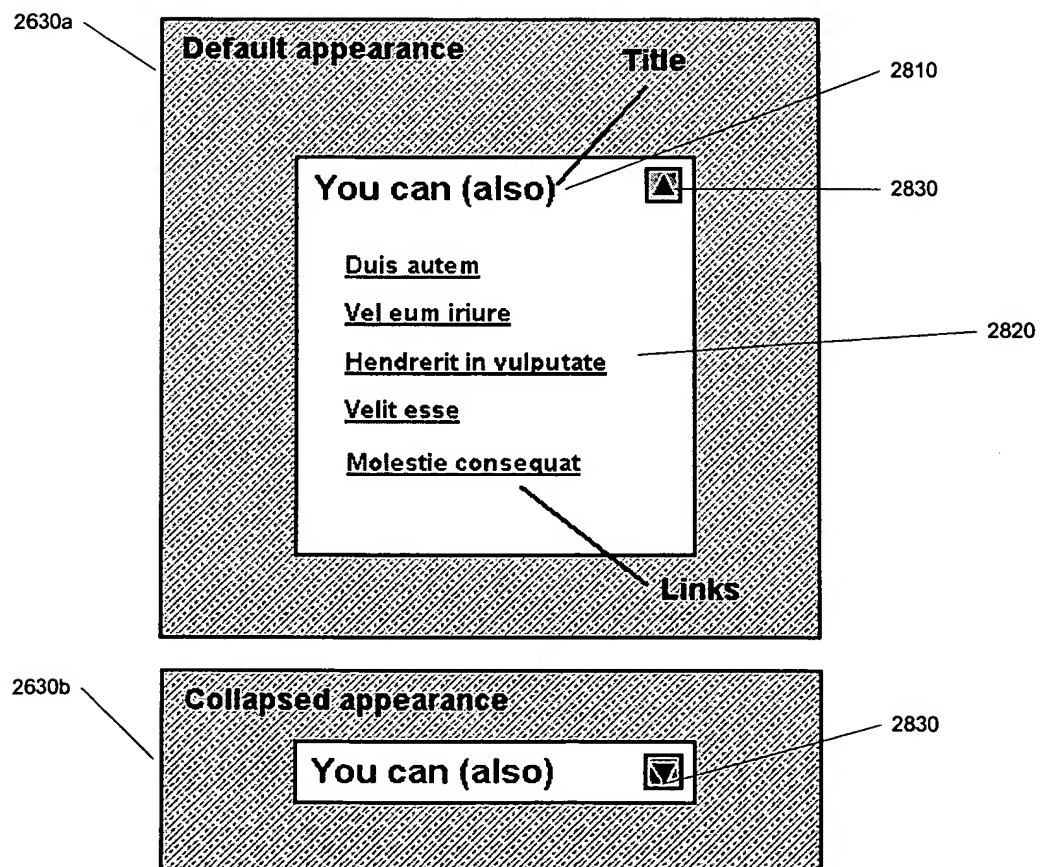 2630a
Default appearance
Title
2810
You can (also)
2830
Duis autem
Vel eum iriure
2820
Hendrerit in vulputate
Velit esse
Molestie consequat
Links
2630b
Collapsed appearance
2830
You can (also)